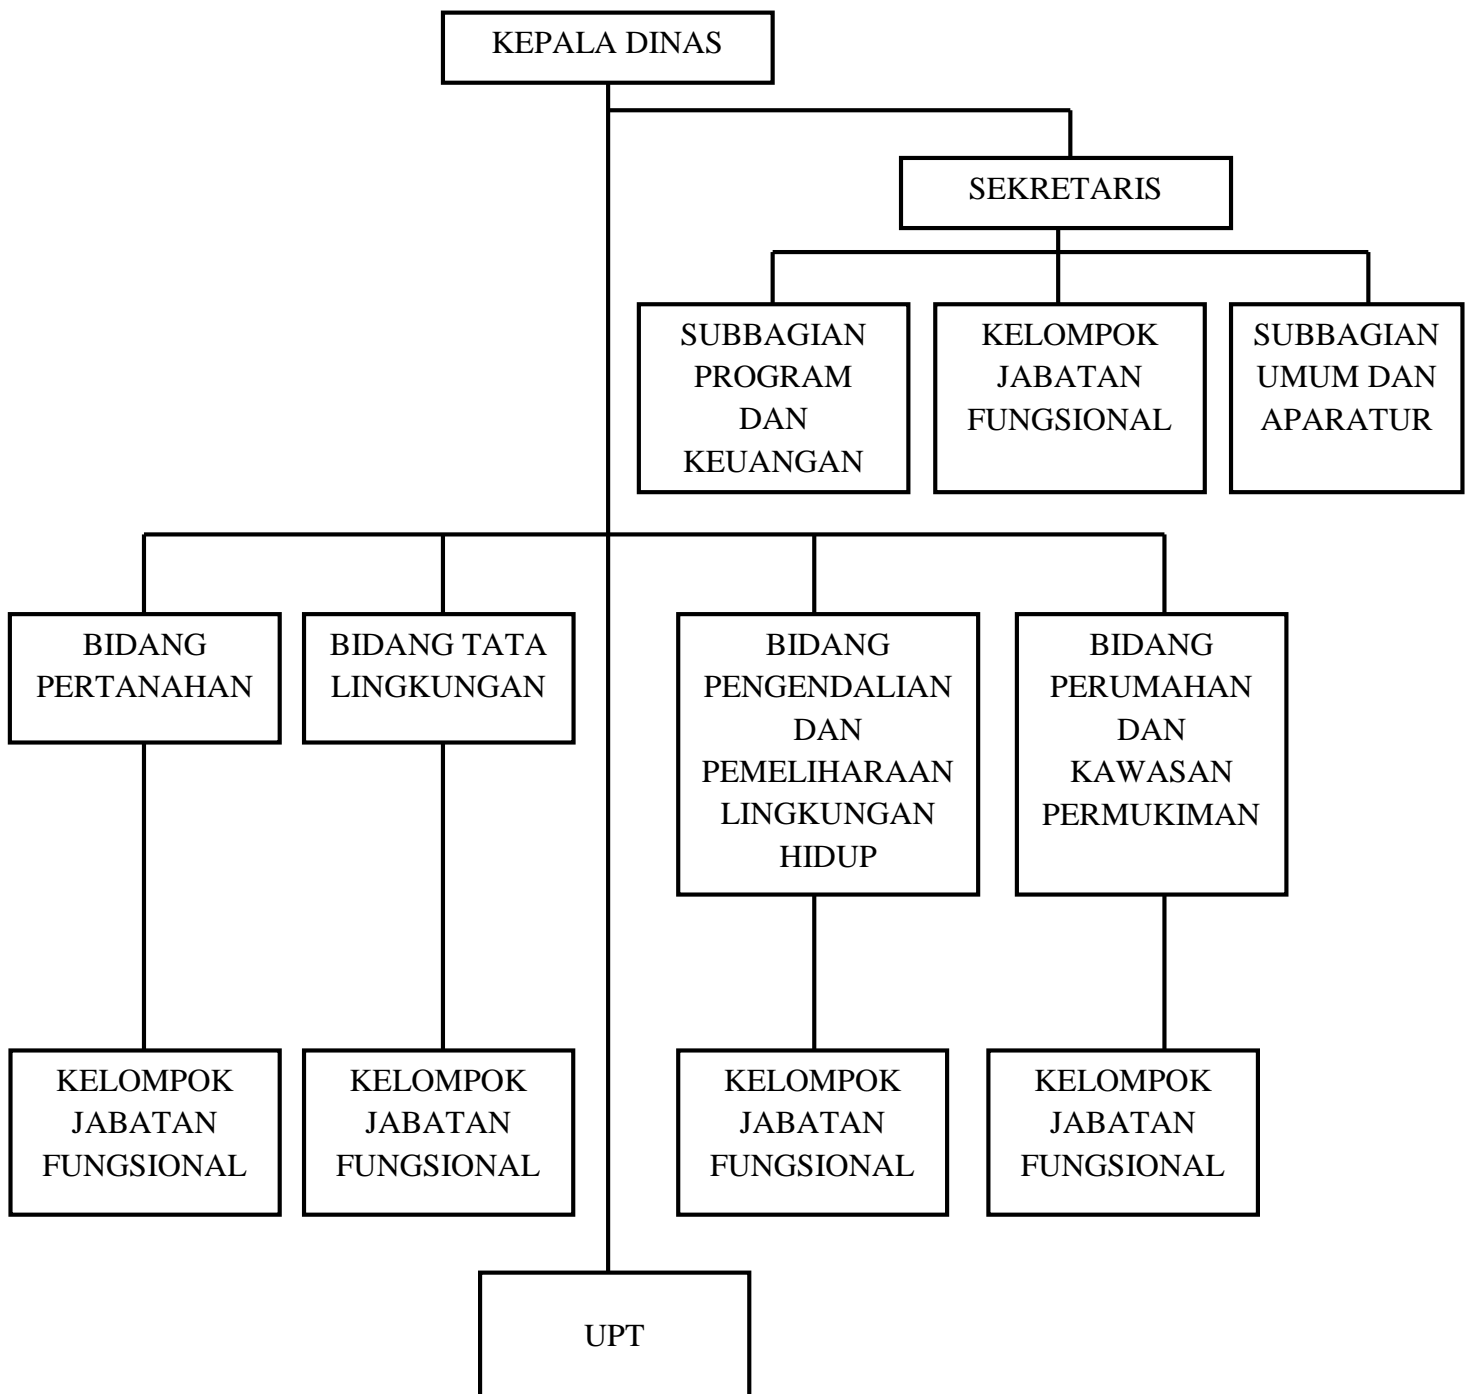 KEPALA DINAS
SEKRETARIS
SUBBAGIAN
PROGRAM
DAN
KEUANGAN
KELOMPOK
JABATAN
FUNGSIONAL
SUBBAGIAN
UMUM DAN
APARATUR
BIDANG
PERTANAHAN
BIDANG TATA
LINGKUNGAN
BIDANG
PENGENDALIAN
DAN
PEMELIHARAAN
LINGKUNGAN
HIDUP
BIDANG
PERUMAHAN
DAN
KAWASAN
PERMUKIMAN
KELOMPOK
JABATAN
FUNGSIONAL
KELOMPOK
JABATAN
FUNGSIONAL
KELOMPOK
JABATAN
FUNGSIONAL
KELOMPOK
JABATAN
FUNGSIONAL
UPT